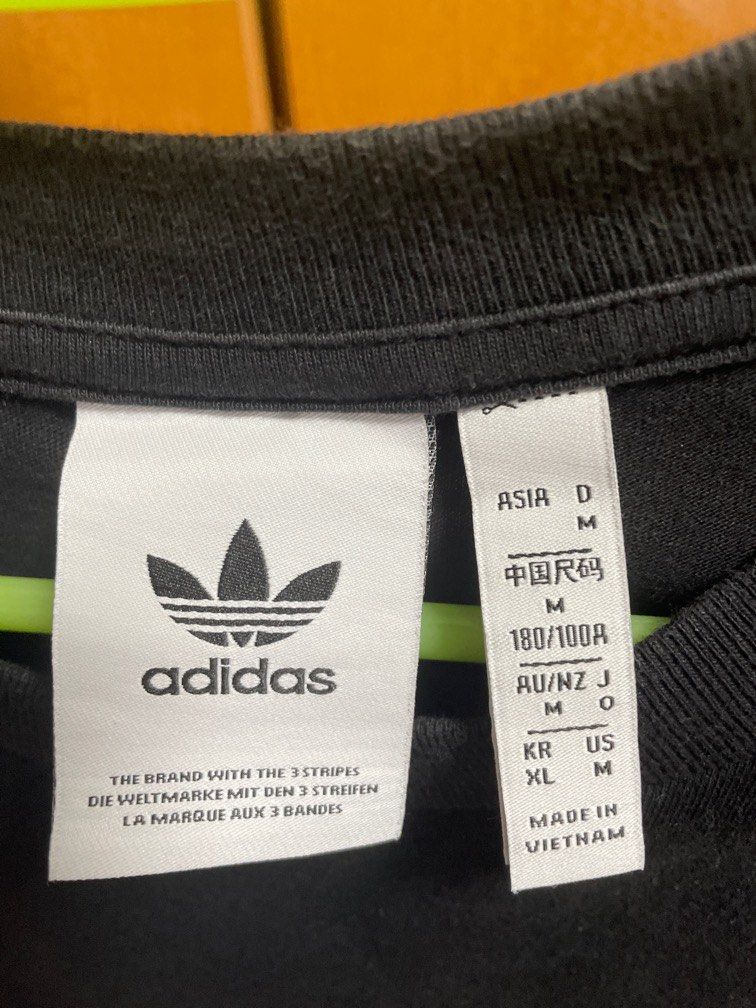 adidas
THE BRAND WITH THE 3 STRIPES
DIE WELTMARKE MIT DEN 3 STREIFEN
LA MARQUE AUX 3 BANDES
ASIA D
M
中国尺码
M
180/100A
AU/NZ J
M O
KR US
XL M
MADE IN
VIETNAM